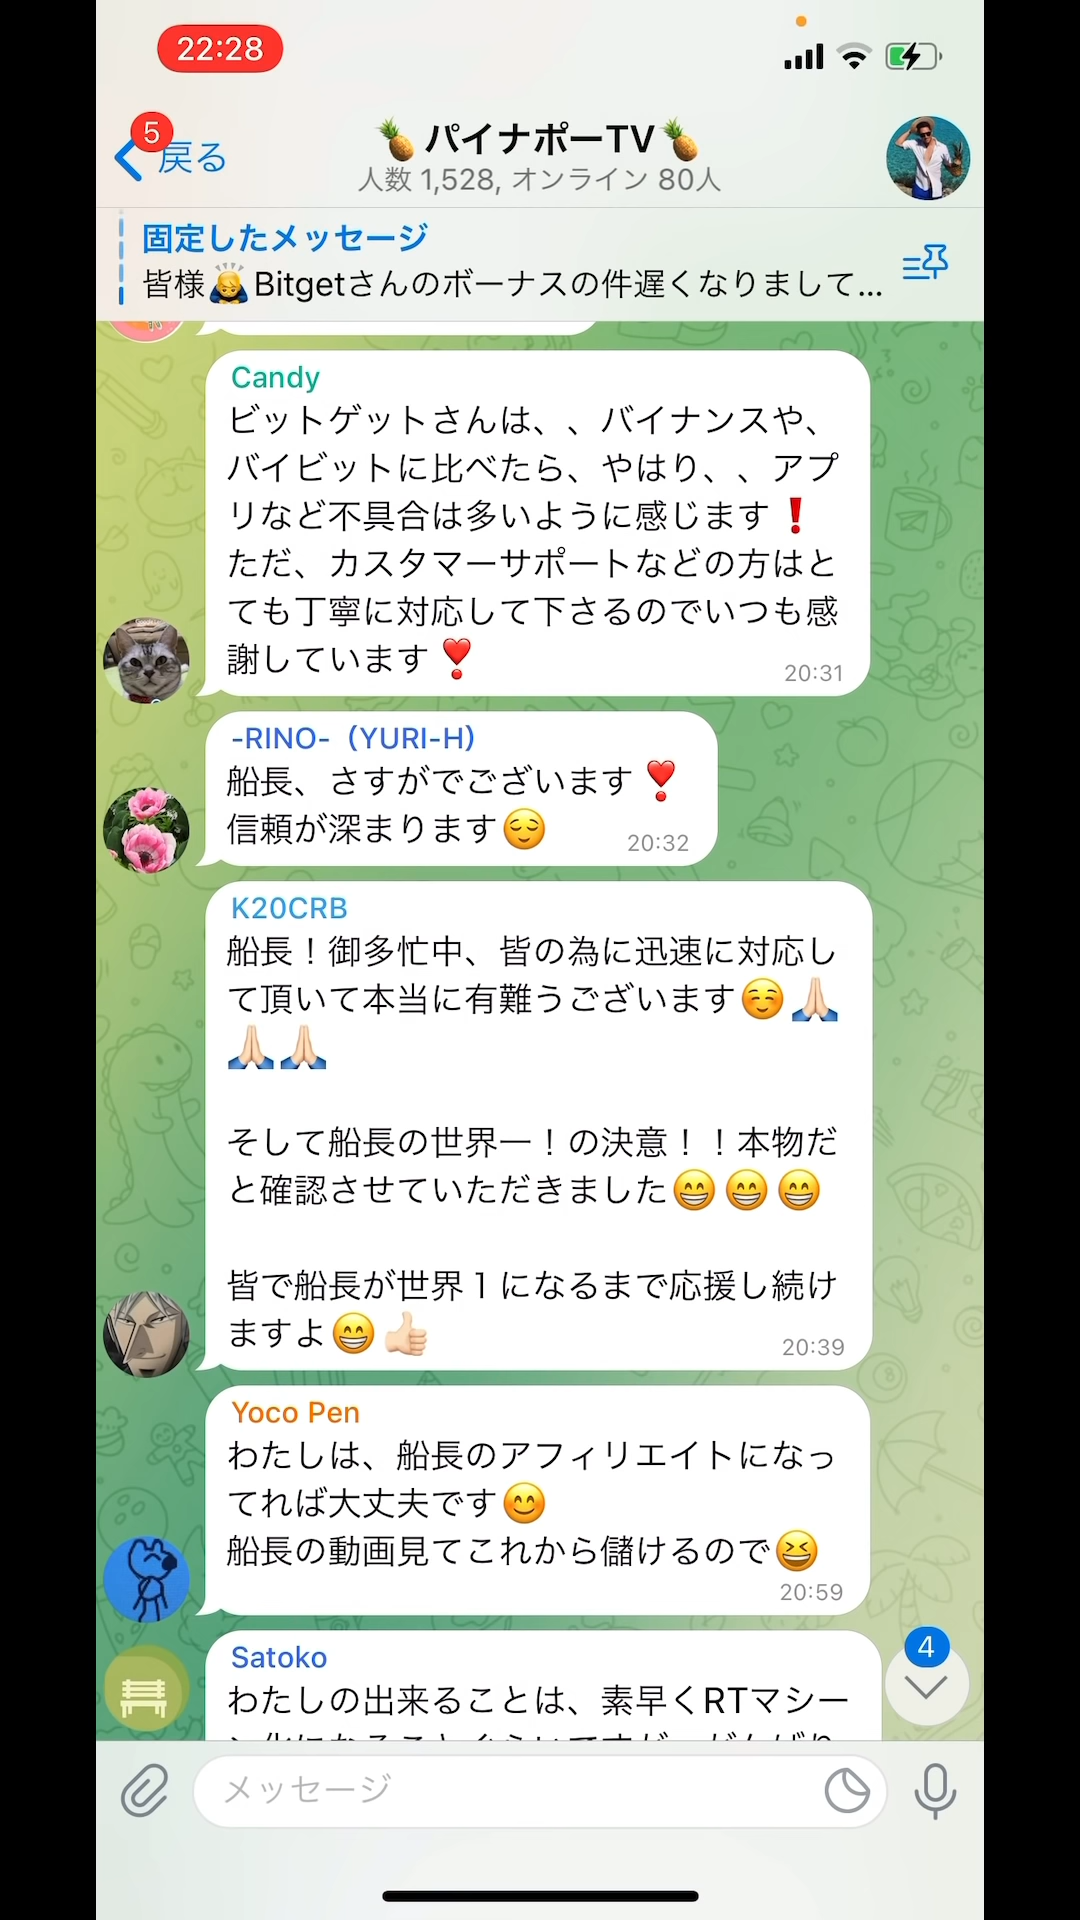 22:28
5
戻る
🍍パイナポーTV🍍
人数 1,528, オンライン 80人
固定したメッセージ
皆様🙇Bitgetさんのボーナスの件遅くなりまして...
Candy
ビットゲットさんは、、バイナンスや、
バイビットに比べたら、やはり、、アプ
リなど不具合は多いように感じます❗
ただ、カスタマーサポートなどの方はと
ても丁寧に対応して下さるのでいつも感
謝しています❣️
20:31
-RINO-（YURI-H）
船長、さすがでございます❣️
信頼が深まります😌
20:32
K20CRB
船長！御多忙中、皆の為に迅速に対応し
て頂いて本当に有難うございます☺️🙏🏻
🙏🏻🙏🏻
そして船長の世界一！の決意！！本物だ
と確認させていただきました😁😁😁
皆で船長が世界１になるまで応援し続け
ますよ😁👍🏻
20:39
Yoco Pen
わたしは、船長のアフィリエイトになっ
てれば大丈夫です😊
船長の動画見てこれから儲けるので😆
20:59
Satoko
わたしの出来ることは、素早くRTマシー
4
メッセージ